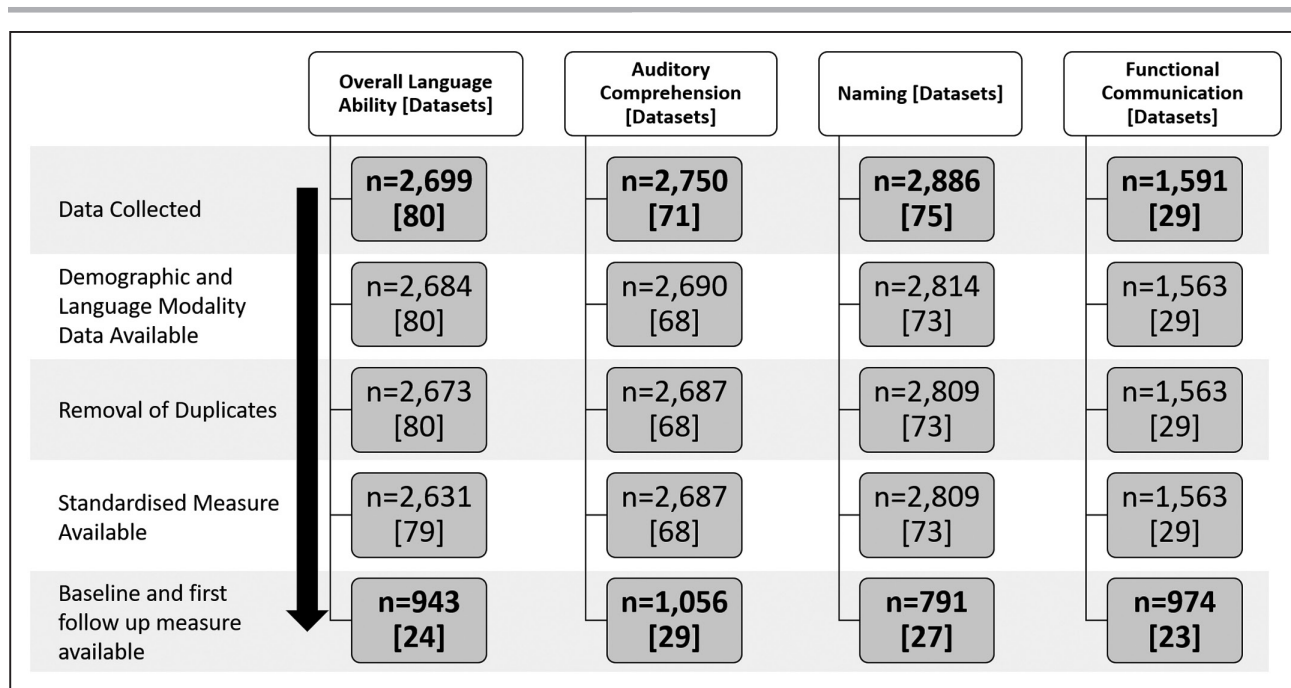 Overall Language
Ability [Datasets]
Auditory
Comprehension
[Datasets]
Naming [Datasets]
Functional
Communication
[Datasets]
Data Collected
n=2,699
[80]
n=2,750
[71]
n=2,886
[75]
n=1,591
[29]
Demographic and
Language Modality
Data Available
n=2,684
[80]
n=2,690
[68]
n=2,814
[73]
n=1,563
[29]
Removal of Duplicates
n=2,673
[80]
n=2,687
[68]
n=2,809
[73]
n=1,563
[29]
Standardised Measure
Available
n=2,631
[79]
n=2,687
[68]
n=2,809
[73]
n=1,563
[29]
Baseline and first
follow up measure
available
n=943
[24]
n=1,056
[29]
n=791
[27]
n=974
[23]